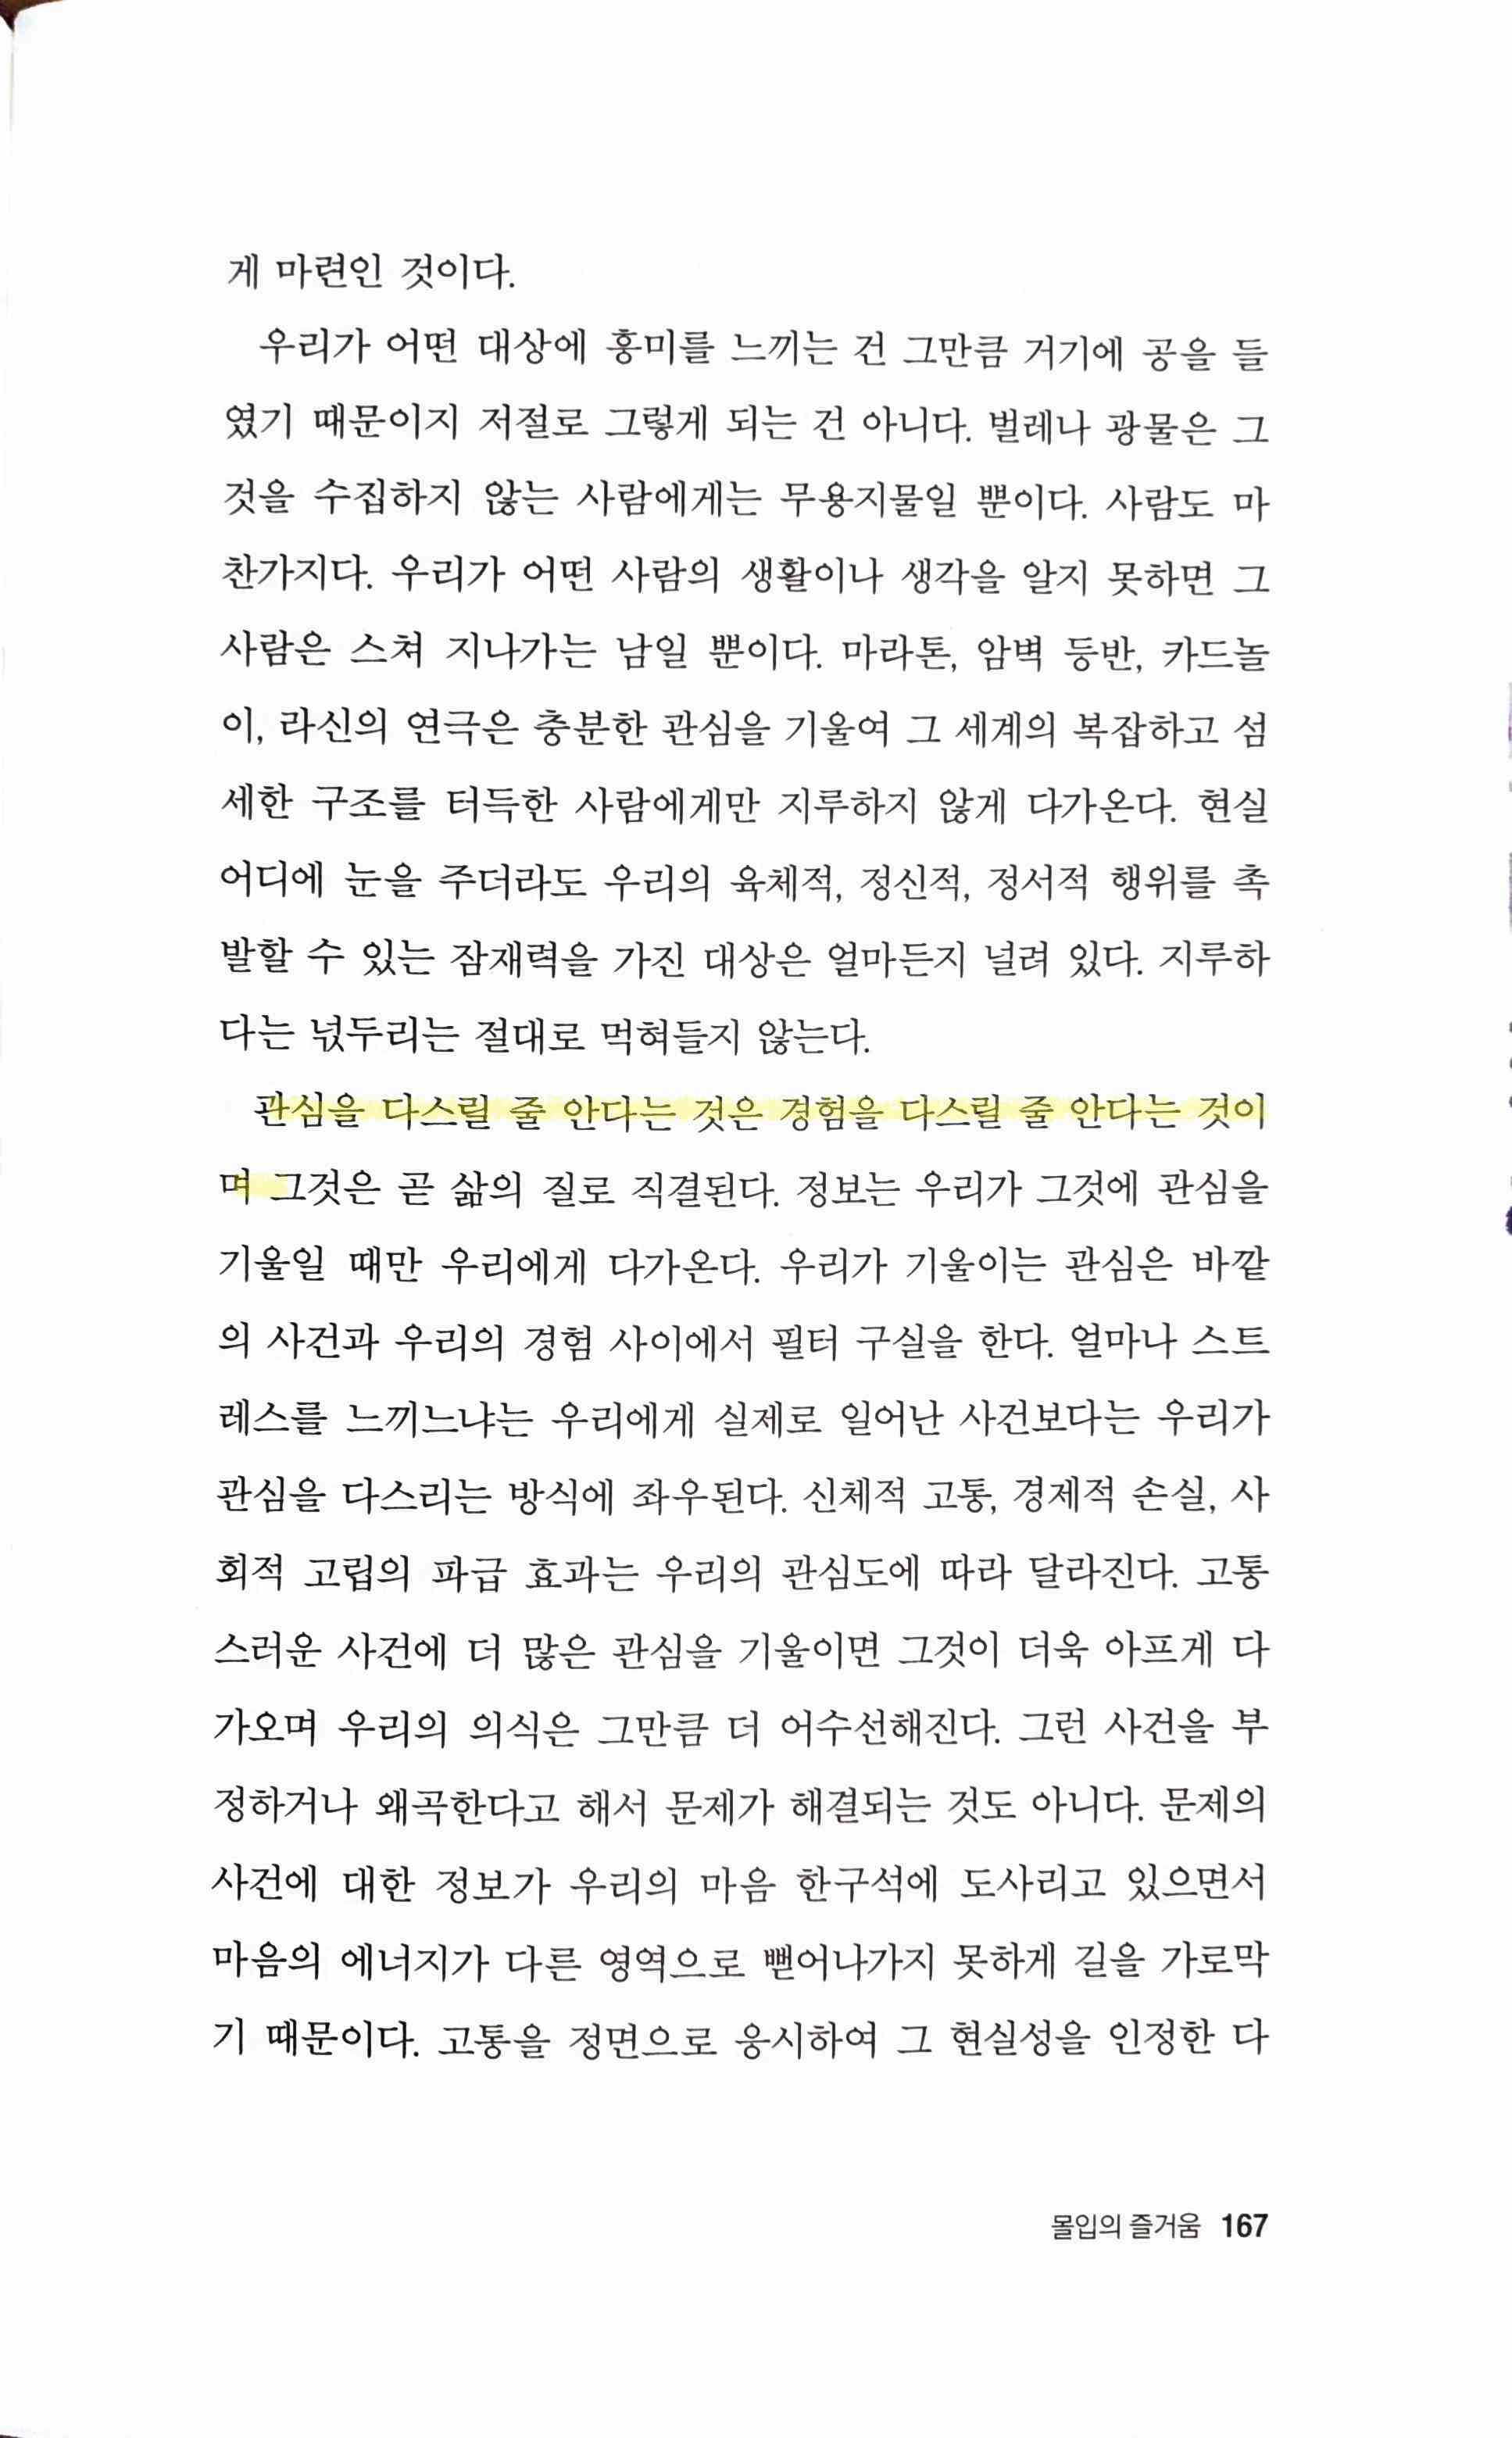 게 마련인 것이다.
우리가 어떤 대상에 흥미를 느끼는 건 그만큼 거기에 공을 들
였기 때문이지 저절로 그렇게 되는 건 아니다. 벌레나 광물은 그
것을 수집하지 않는 사람에게는 무용지물일 뿐이다. 사람도 마
찬가지다. 우리가 어떤 사람의 생활이나 생각을 알지 못하면 그
사람은 스쳐 지나가는 남일 뿐이다. 마라톤, 암벽 등반, 카드놀
이, 라신의 연극은 충분한 관심을 기울여 그 세계의 복잡하고 섬
세한 구조를 터득한 사람에게만 지루하지 않게 다가온다. 현실
어디에 눈을 주더라도 우리의 육체적, 정신적, 정서적 행위를 촉
발할 수 있는 잠재력을 가진 대상은 얼마든지 널려 있다. 지루하
다는 넋두리는 절대로 먹혀들지 않는다.
관심을 다스릴 줄 안다는 것은 경험을 다스릴 줄 안다는 것이
며 그것은 곧 삶의 질로 직결된다. 정보는 우리가 그것에 관심을
기울일 때만 우리에게 다가온다. 우리가 기울이는 관심은 바깥
의 사건과 우리의 경험 사이에서 필터 구실을 한다. 얼마나 스트
레스를 느끼느냐는 우리에게 실제로 일어난 사건보다는 우리가
관심을 다스리는 방식에 좌우된다. 신체적 고통, 경제적 손실, 사
회적 고립의 파급 효과는 우리의 관심도에 따라 달라진다. 고통
스러운 사건에 더 많은 관심을 기울이면 그것이 더욱 아프게 다
가오며 우리의 의식은 그만큼 더 어수선해진다. 그런 사건을 부
정하거나 왜곡한다고 해서 문제가 해결되는 것도 아니다. 문제의
사건에 대한 정보가 우리의 마음 한구석에 도사리고 있으면서
마음의 에너지가 다른 영역으로 뻗어나가지 못하게 길을 가로막
기 때문이다. 고통을 정면으로 응시하여 그 현실성을 인정한 다
몰입의 즐거움 167